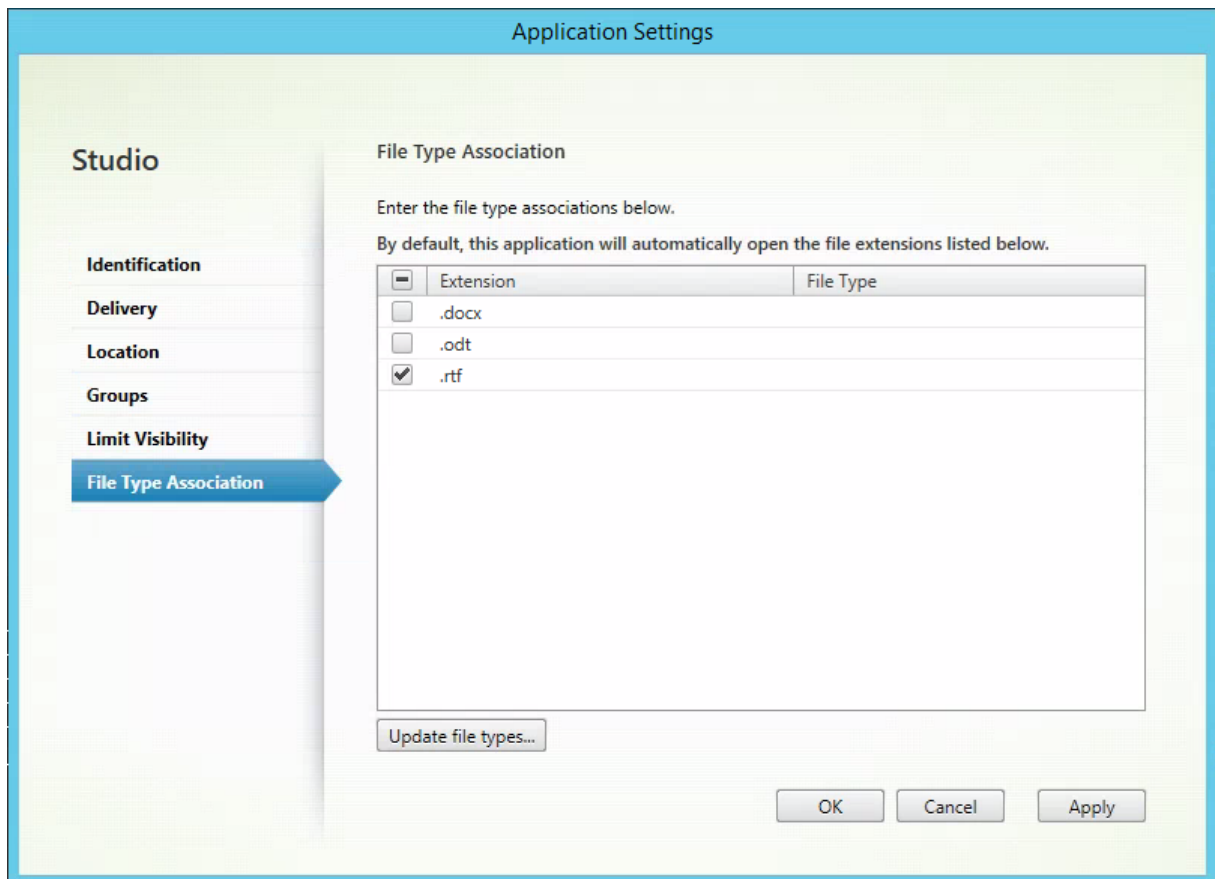 Application Settings
Studio
Identification
Delivery
Location
Groups
Limit Visibility
File Type Association
File Type Association
Enter the file type associations below.
By default, this application will automatically open the file extensions listed below.
Extension File Type
.docx
.odt
.rtf
Update file types...
OK Cancel Apply